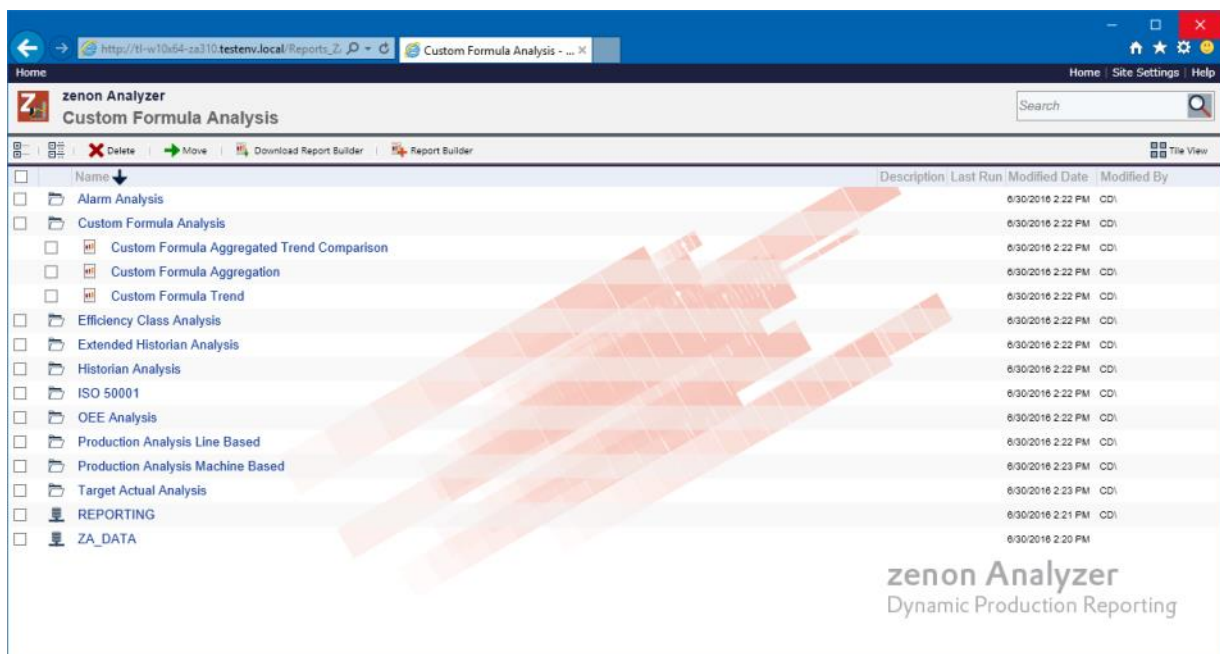 http://tl-w10x64-za310.testenv.local/Reports_Z
Custom Formula Analysis - ...
Home
Home | Site Settings | Help
zenon Analyzer
Custom Formula Analysis
Search
Delete Move Download Report Builder Report Builder Tile View
Name Description Last Run Modified Date Modified By
Alarm Analysis 6/30/2016 2:22 PM CD\
Custom Formula Analysis 6/30/2016 2:22 PM CD\
Custom Formula Aggregated Trend Comparison 6/30/2016 2:22 PM CD\
Custom Formula Aggregation 6/30/2016 2:22 PM CD\
Custom Formula Trend 6/30/2016 2:22 PM CD\
Efficiency Class Analysis 6/30/2016 2:22 PM CD\
Extended Historian Analysis 6/30/2016 2:22 PM CD\
Historian Analysis 6/30/2016 2:22 PM CD\
ISO 50001 6/30/2016 2:22 PM CD\
OEE Analysis 6/30/2016 2:22 PM CD\
Production Analysis Line Based 6/30/2016 2:22 PM CD\
Production Analysis Machine Based 6/30/2016 2:23 PM CD\
Target Actual Analysis 6/30/2016 2:23 PM CD\
REPORTING 6/30/2016 2:21 PM CD\
ZA_DATA 6/30/2016 2:20 PM
zenon Analyzer
Dynamic Production Reporting